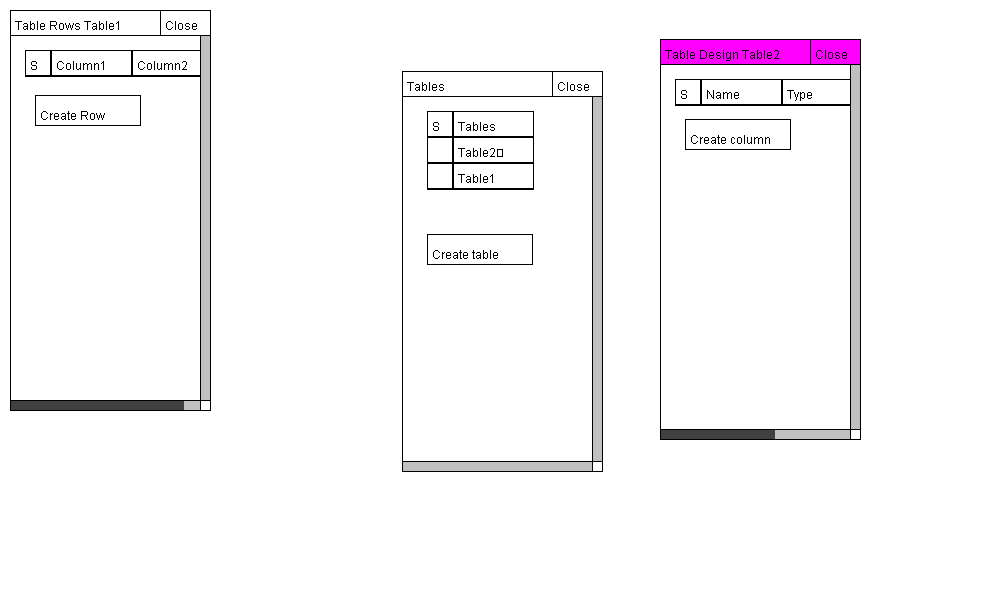 Table Rows Table1 Close
S Column1 Column2
Create Row
Tables Close
S Tables
Table2▯
Table1
Create table
Table Design Table2 Close
S Name Type
Create column